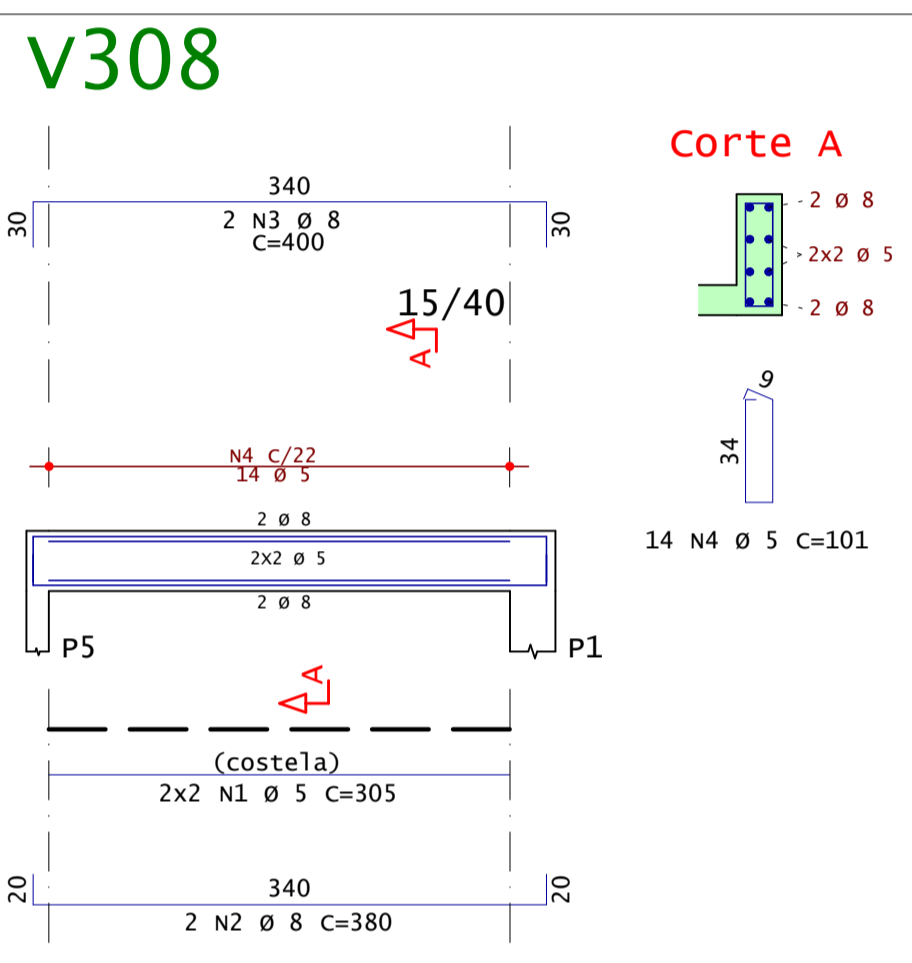 V308
340
30
2 N3 Ø 8
C=400
30
15/40
A
N4 C/22
14 Ø 5
2 Ø 8
2X2 Ø 5
2 Ø 8
P5
P1
A
(costela)
2x2 N1 Ø 5 C=305
20
340
20
2 N2 Ø 8 C=380
Corte A
2 Ø 8
2x2 Ø 5
2 Ø 8
9
34
14 N4 Ø 5 C=101